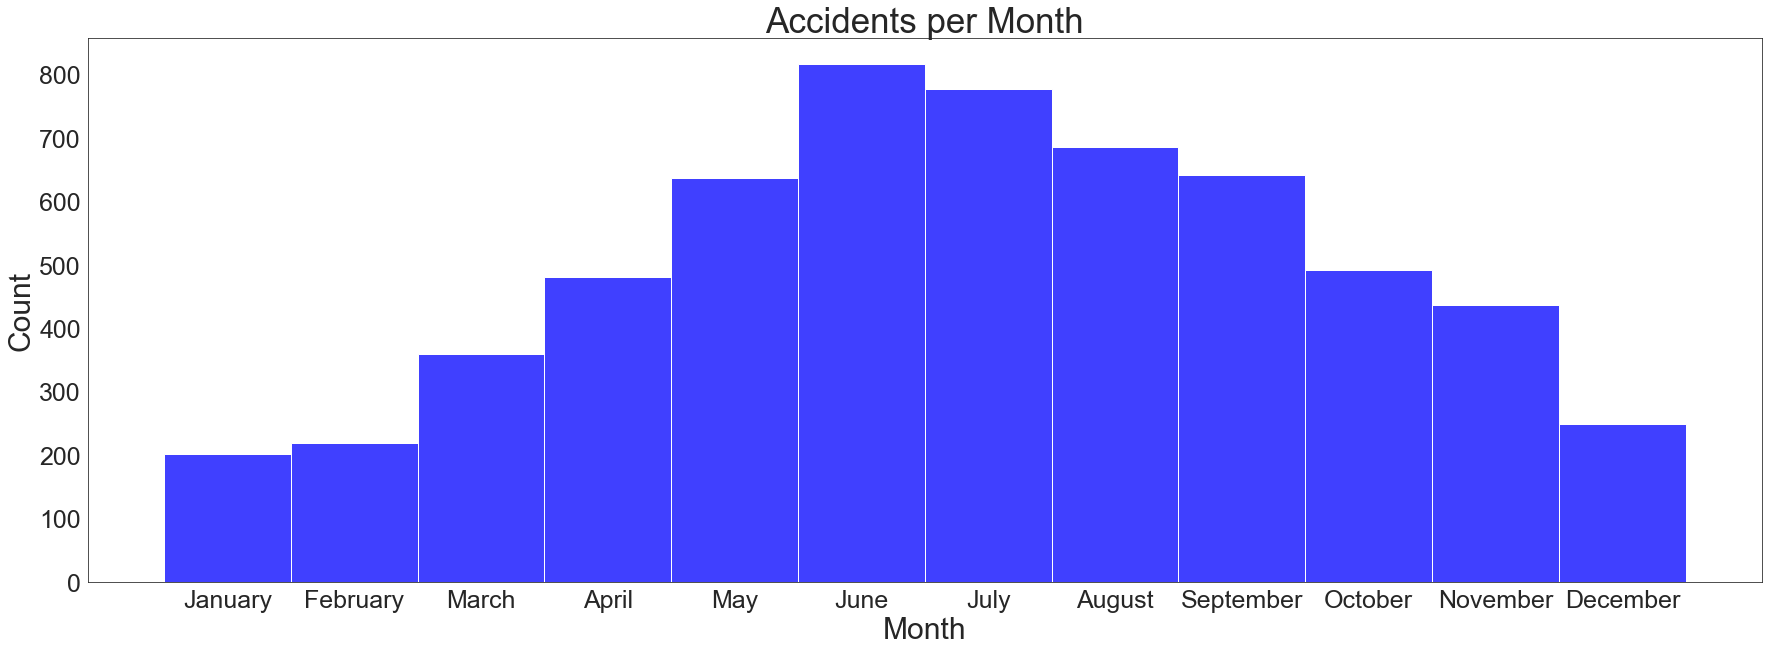 Accidents per Month
800
700
600
500
400
300
200
100
0
Count
January February March April May June July August September October November December
Month